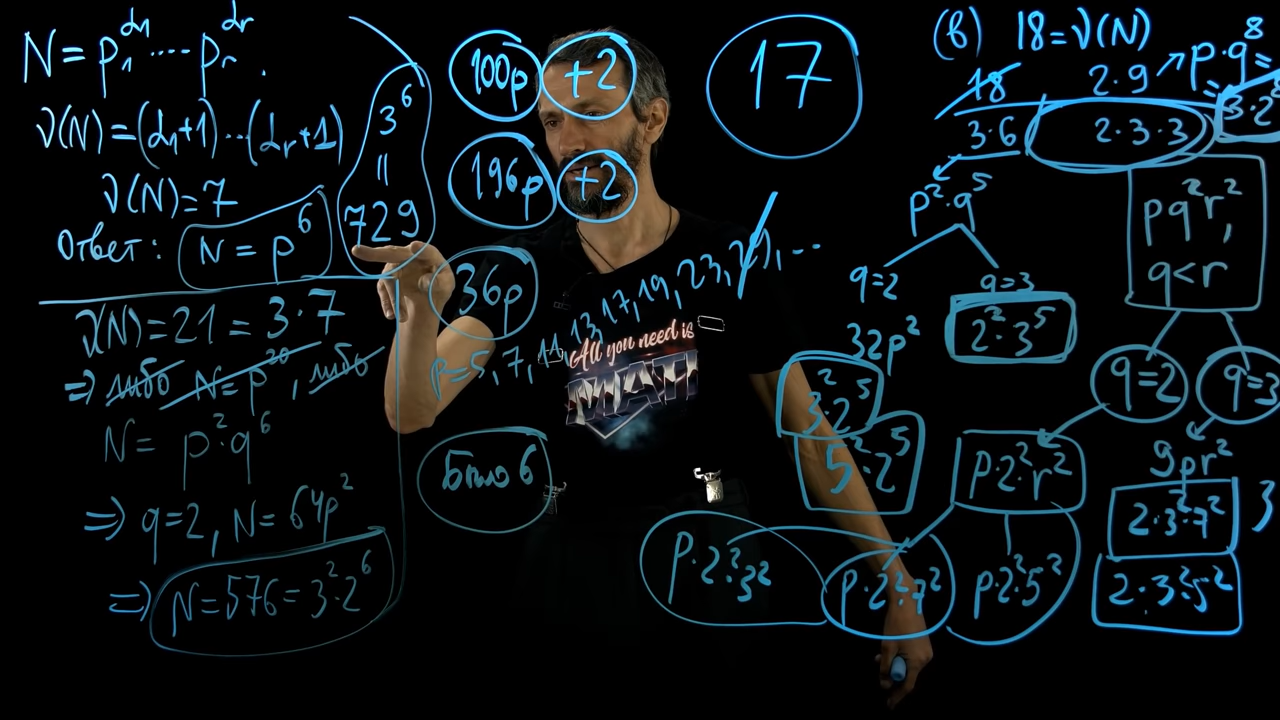 N = p₁^α₁ ···· pᵣ^αᵣ .
ν(N)=(α₁+1)···(αᵣ+1)
ν(N)=7
Ответ: N = p⁶
3⁶
=
729
ν(N)=21=3·7
⇒ либо N=p²⁰, либо
N= p²·q⁶
⇒ q=2, N=64p²
⇒ N=576=3²·2⁶
100p +2
196p +2
36p
p=5, 7, 11, 13, 17, 19, 23, 29, ...
Было 6
All you need is
MATH
17
(в) 18=ν(N)
18 2·9 ↗ p·q⁸=
=3·2⁸
3·6 2·3·3
p²·q⁵
q=2 q=3
32p² 2²·3⁵
3²·2⁵
5²·2⁵
pq²r²,
q<r
q=2 q=3
p·2²·r² 9pr²
2·3²·7²
2·3²·5²
p·2²·3² p·2²·7² p·2²·5²